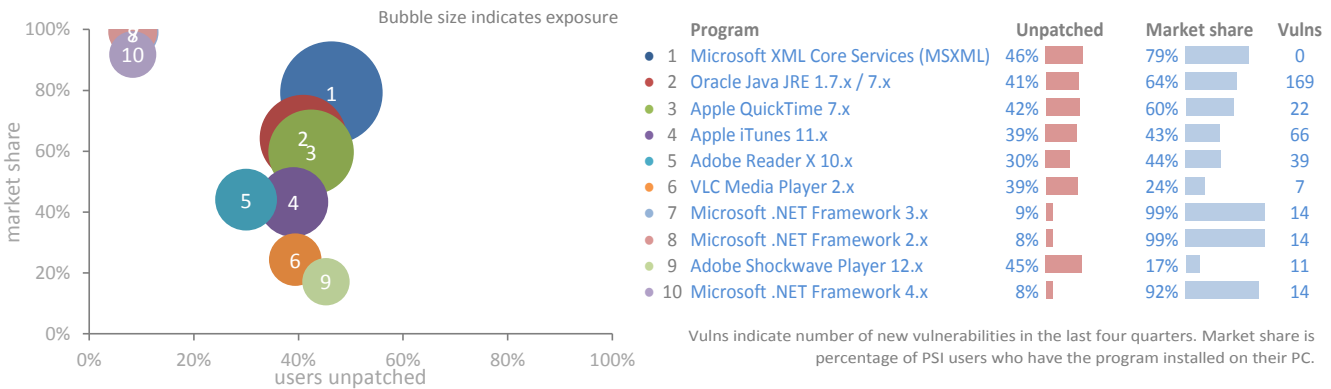 Bubble size indicates exposure
100%
80%
60%
40%
20%
0%
market share
0%
20%
40%
60%
80%
100%
users unpatched
8
10
1
2
3
5
4
6
9
Program Unpatched Market share Vulns
1 Microsoft XML Core Services (MSXML) 46% 79% 0
2 Oracle Java JRE 1.7.x / 7.x 41% 64% 169
3 Apple QuickTime 7.x 42% 60% 22
4 Apple iTunes 11.x 39% 43% 66
5 Adobe Reader X 10.x 30% 44% 39
6 VLC Media Player 2.x 39% 24% 7
7 Microsoft .NET Framework 3.x 9% 99% 14
8 Microsoft .NET Framework 2.x 8% 99% 14
9 Adobe Shockwave Player 12.x 45% 17% 11
10 Microsoft .NET Framework 4.x 8% 92% 14
Vulns indicate number of new vulnerabilities in the last four quarters. Market share is
percentage of PSI users who have the program installed on their PC.